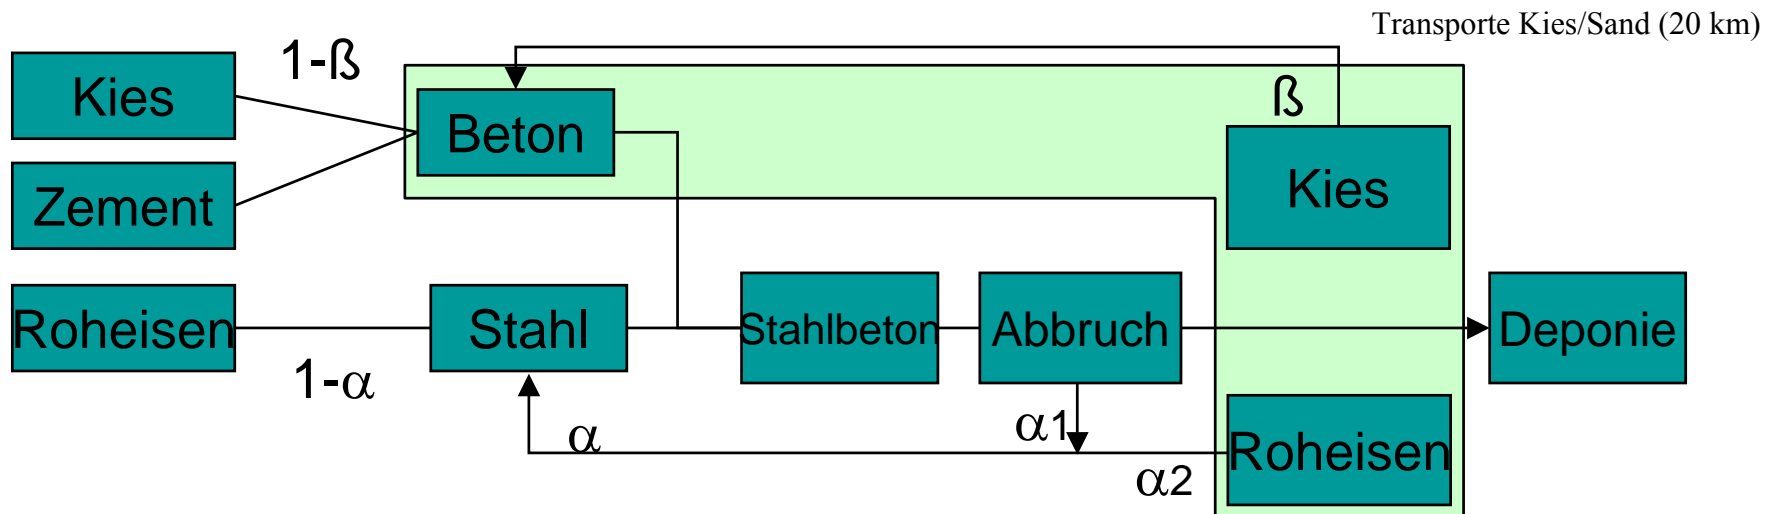 Transporte Kies/Sand (20 km)
1-ß
Kies
Beton
ß
Kies
Zement
Roheisen
1-α
Stahl
Stahlbeton
Abbruch
Deponie
α
α1
α2
Roheisen